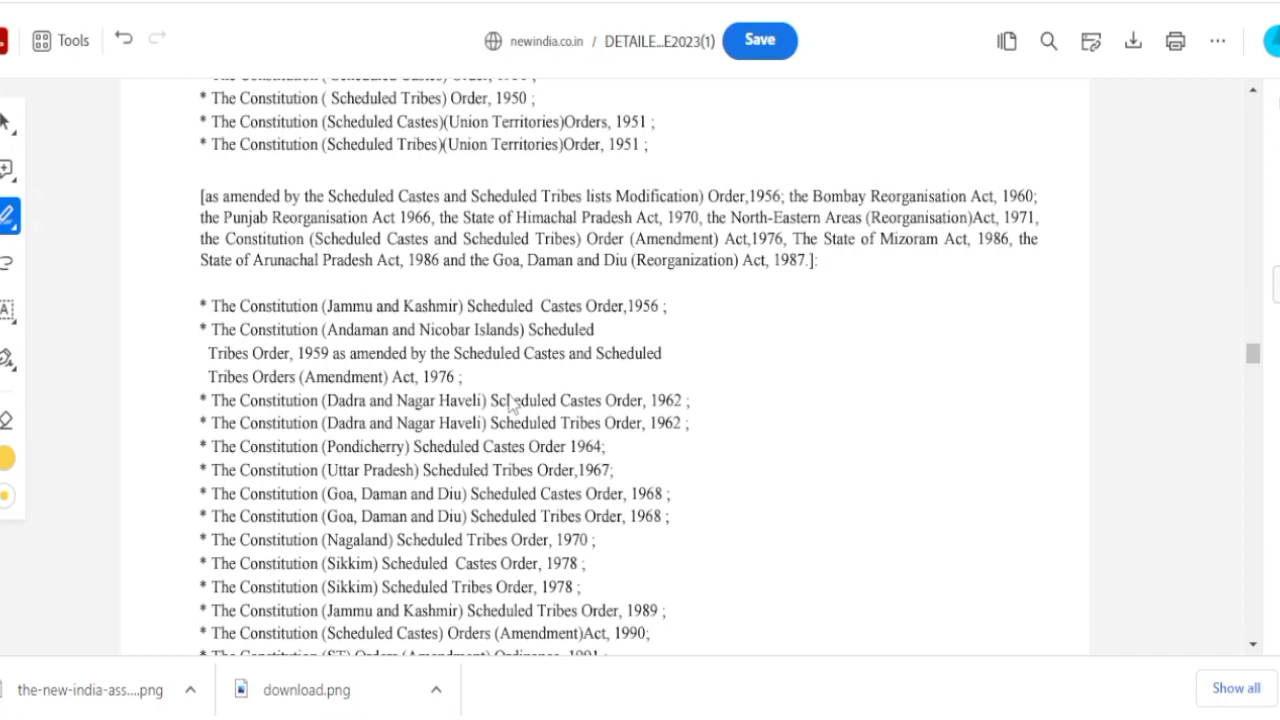 Tools
newindia.co.in / DETAILE...E2023(1)
Save
* The Constitution ( Scheduled Tribes) Order, 1950 ;
* The Constitution (Scheduled Castes)(Union Territories)Orders, 1951 ;
* The Constitution (Scheduled Tribes)(Union Territories)Order, 1951 ;
[as amended by the Scheduled Castes and Scheduled Tribes lists Modification) Order,1956; the Bombay Reorganisation Act, 1960;
the Punjab Reorganisation Act 1966, the State of Himachal Pradesh Act, 1970, the North-Eastern Areas (Reorganisation)Act, 1971,
the Constitution (Scheduled Castes and Scheduled Tribes) Order (Amendment) Act,1976, The State of Mizoram Act, 1986, the
State of Arunachal Pradesh Act, 1986 and the Goa, Daman and Diu (Reorganization) Act, 1987.]:
* The Constitution (Jammu and Kashmir) Scheduled Castes Order,1956 ;
* The Constitution (Andaman and Nicobar Islands) Scheduled
Tribes Order, 1959 as amended by the Scheduled Castes and Scheduled
Tribes Orders (Amendment) Act, 1976 ;
* The Constitution (Dadra and Nagar Haveli) Scheduled Castes Order, 1962 ;
* The Constitution (Dadra and Nagar Haveli) Scheduled Tribes Order, 1962 ;
* The Constitution (Pondicherry) Scheduled Castes Order 1964;
* The Constitution (Uttar Pradesh) Scheduled Tribes Order,1967;
* The Constitution (Goa, Daman and Diu) Scheduled Castes Order, 1968 ;
* The Constitution (Goa, Daman and Diu) Scheduled Tribes Order, 1968 ;
* The Constitution (Nagaland) Scheduled Tribes Order, 1970 ;
* The Constitution (Sikkim) Scheduled Castes Order, 1978 ;
* The Constitution (Sikkim) Scheduled Tribes Order, 1978 ;
* The Constitution (Jammu and Kashmir) Scheduled Tribes Order, 1989 ;
* The Constitution (Scheduled Castes) Orders (Amendment)Act, 1990;
* The Constitution (ST) Orders (Amendment) Ordinance, 1991 ;
the-new-india-ass....png
download.png
Show all